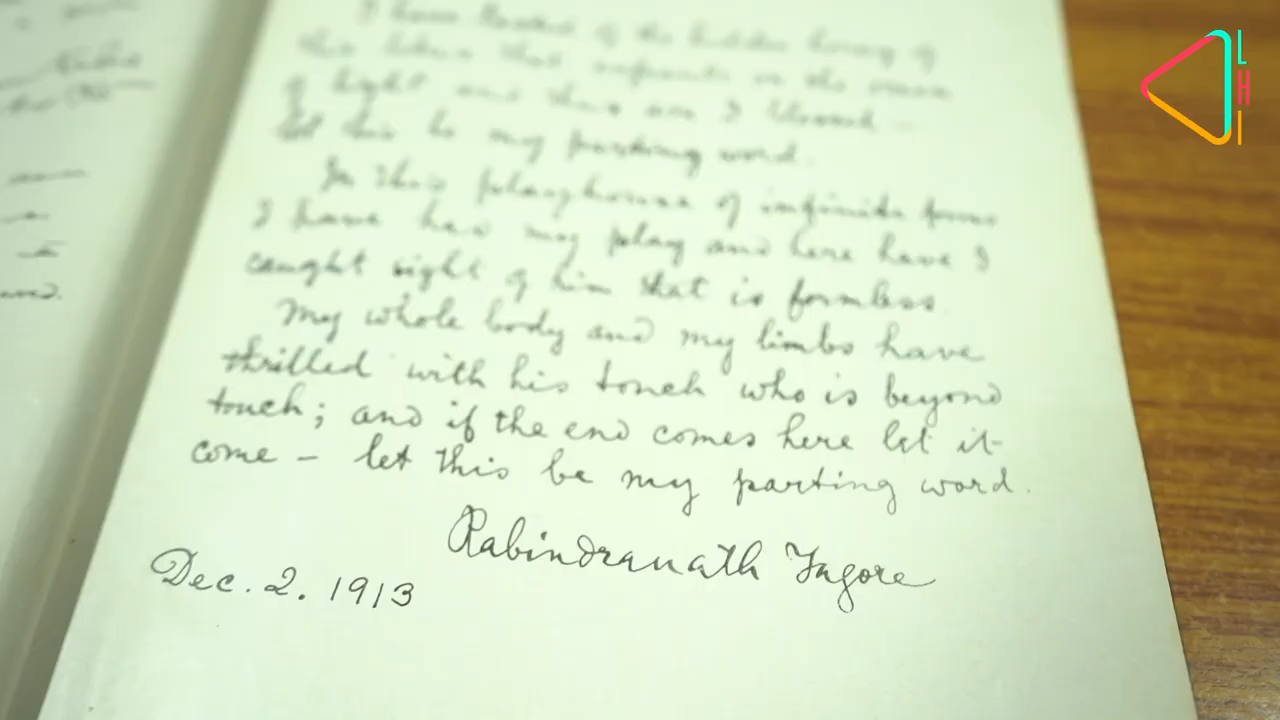 I have tasted of the hidden honey of
this lotus that expands on the ocean
of light and thus am I blessed —
let this be my parting word.
In this playhouse of infinite forms
I have had my play and here have I
caught sight of him that is formless.
My whole body and my limbs have
thrilled with his touch who is beyond
touch; and if the end comes here let it
come – let this be my parting word.
Rabindranath Tagore
Dec. 2. 1913
LHI